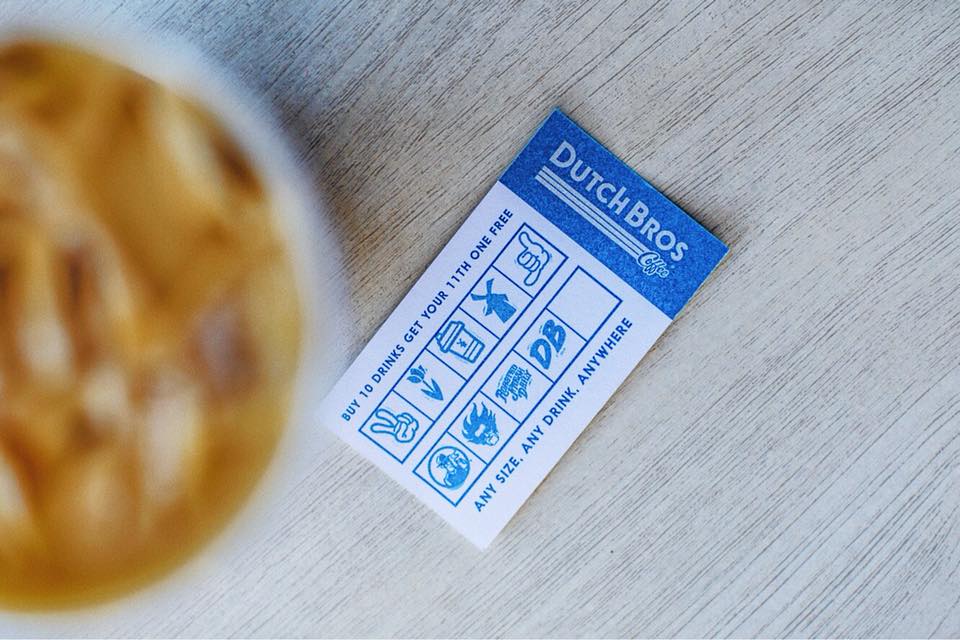 DUTCH BROS
Coffee
BUY 10 DRINKS GET YOUR 11TH ONE FREE
DB
ANY SIZE. ANY DRINK. ANYWHERE